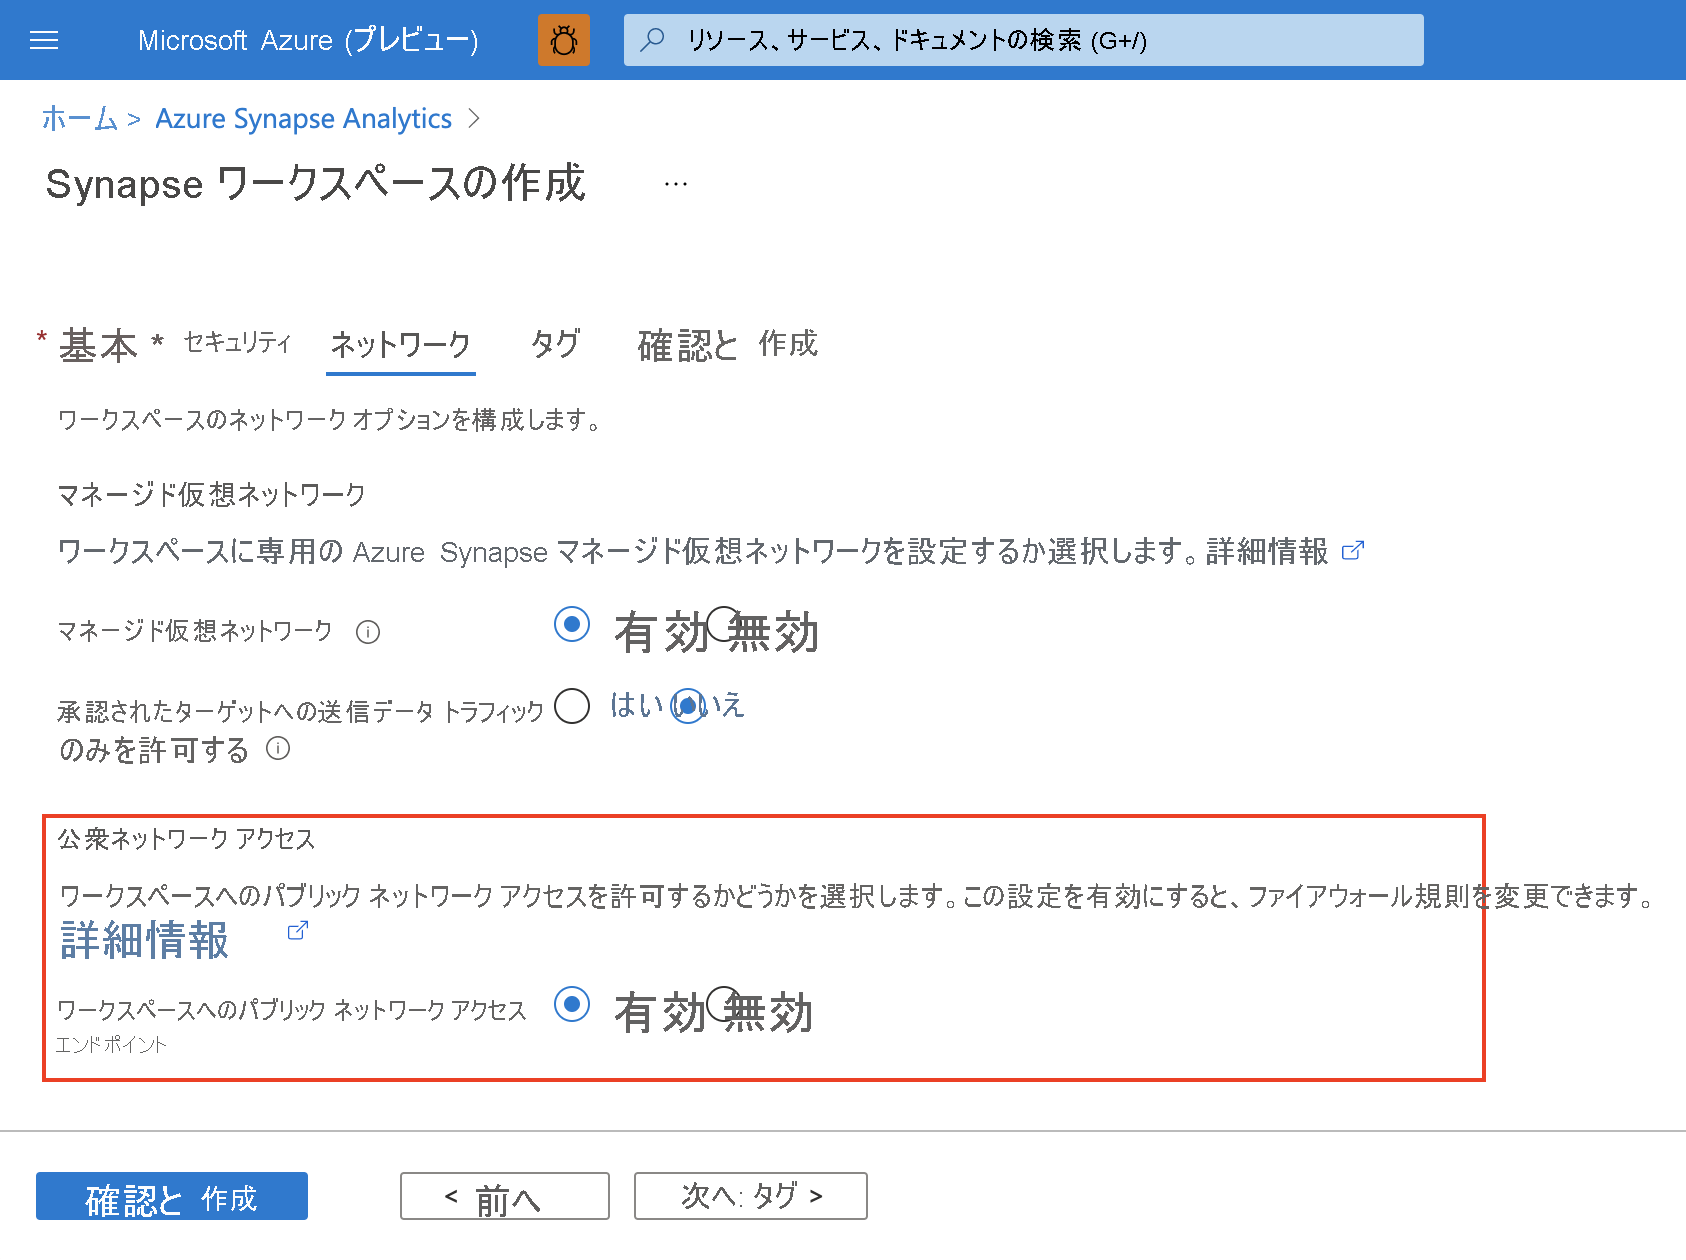 Microsoft Azure (プレビュー)
リソース、サービス、ドキュメントの検索 (G+/)
ホーム > Azure Synapse Analytics >
Synapse ワークスペースの作成 …
* 基本 * セキュリティ ネットワーク タグ 確認と 作成
ワークスペースのネットワーク オプションを構成します。
マネージド仮想ネットワーク
ワークスペースに専用の Azure Synapse マネージド仮想ネットワークを設定するか選択します。詳細情報
マネージド仮想ネットワーク 有効 無効
承認されたターゲットへの送信データ トラフィック はい いいえ
のみを許可する
公衆ネットワーク アクセス
ワークスペースへのパブリック ネットワーク アクセスを許可するかどうかを選択します。この設定を有効にすると、ファイアウォール規則を変更できます。
詳細情報
ワークスペースへのパブリック ネットワーク アクセス 有効 無効
エンドポイント
確認と 作成 < 前へ 次へ: タグ >